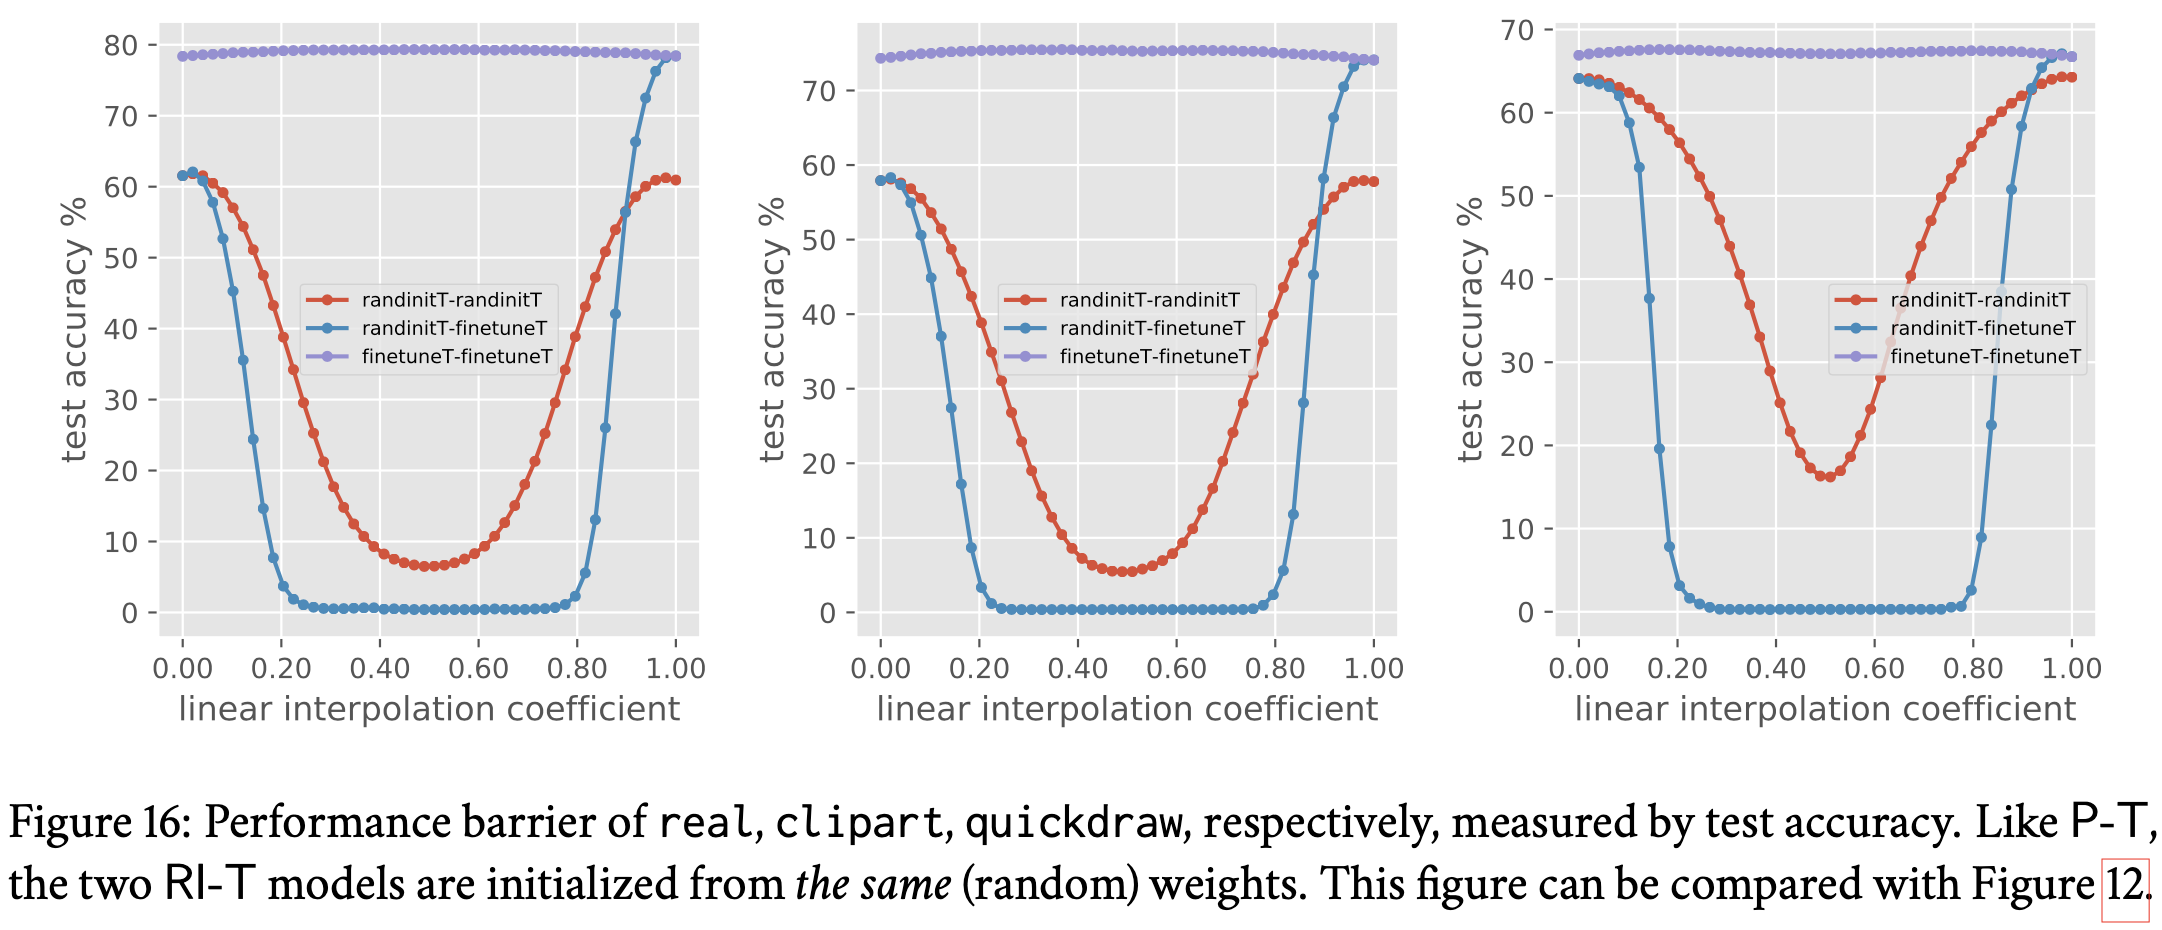 80
70
60
50
40
30
20
10
0
test accuracy %
randinitT-randinitT
randinitT-finetuneT
finetuneT-finetuneT
0.00 0.20 0.40 0.60 0.80 1.00
linear interpolation coefficient
70
60
50
40
30
20
10
0
test accuracy %
randinitT-randinitT
randinitT-finetuneT
finetuneT-finetuneT
0.00 0.20 0.40 0.60 0.80 1.00
linear interpolation coefficient
70
60
50
40
30
20
10
0
test accuracy %
randinitT-randinitT
randinitT-finetuneT
finetuneT-finetuneT
0.00 0.20 0.40 0.60 0.80 1.00
linear interpolation coefficient
Figure 16: Performance barrier of real, clipart, quickdraw, respectively, measured by test accuracy. Like P-T,
the two RI-T models are initialized from the same (random) weights. This figure can be compared with Figure 12.